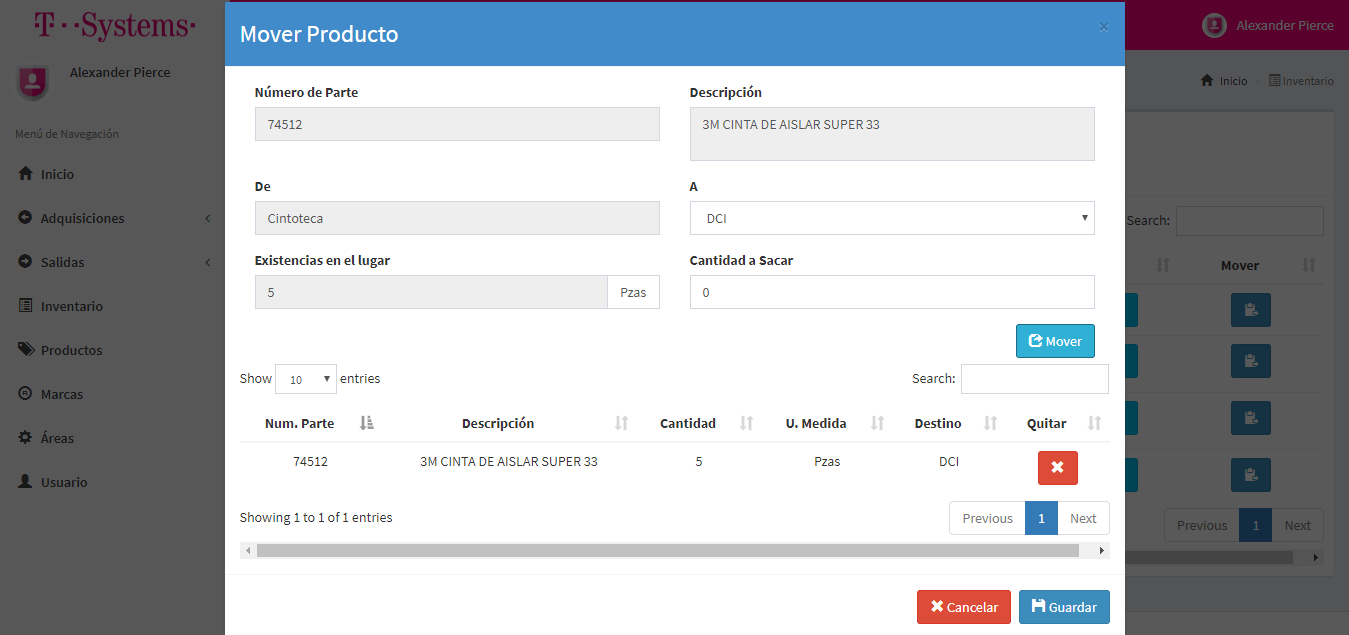 T · · Systems·
Alexander Pierce
Menú de Navegación
Inicio
Adquisiciones
Salidas
Inventario
Productos
Marcas
Áreas
Usuario
Mover Producto
×
Número de Parte
Descripción
74512
3M CINTA DE AISLAR SUPER 33
De
A
Cintoteca
DCI
Existencias en el lugar
Cantidad a Sacar
5 Pzas
0
Mover
Show 10 entries
Search:
Num. Parte Descripción Cantidad U. Medida Destino Quitar
74512 3M CINTA DE AISLAR SUPER 33 5 Pzas DCI
Showing 1 to 1 of 1 entries
Previous 1 Next
Cancelar Guardar
Alexander Pierce
Inicio Inventario
Search:
Mover
Previous 1 Next